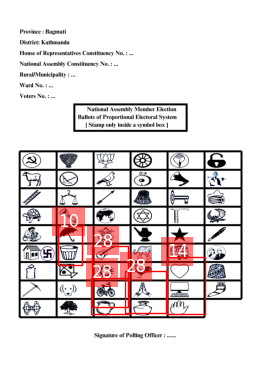 Province : Bagmati
District: Kathmandu
House of Representatives Constituency No. : ...
National Assembly Constituency No. : ...
Rural/Municipality : ...
Ward No. : ...
Voters No. : ...
National Assembly Member Election
Ballots of Proportional Electoral System
[ Stamp only inside a symbol box ]
10
28
14
28
28
Signature of Polling Officer : ......